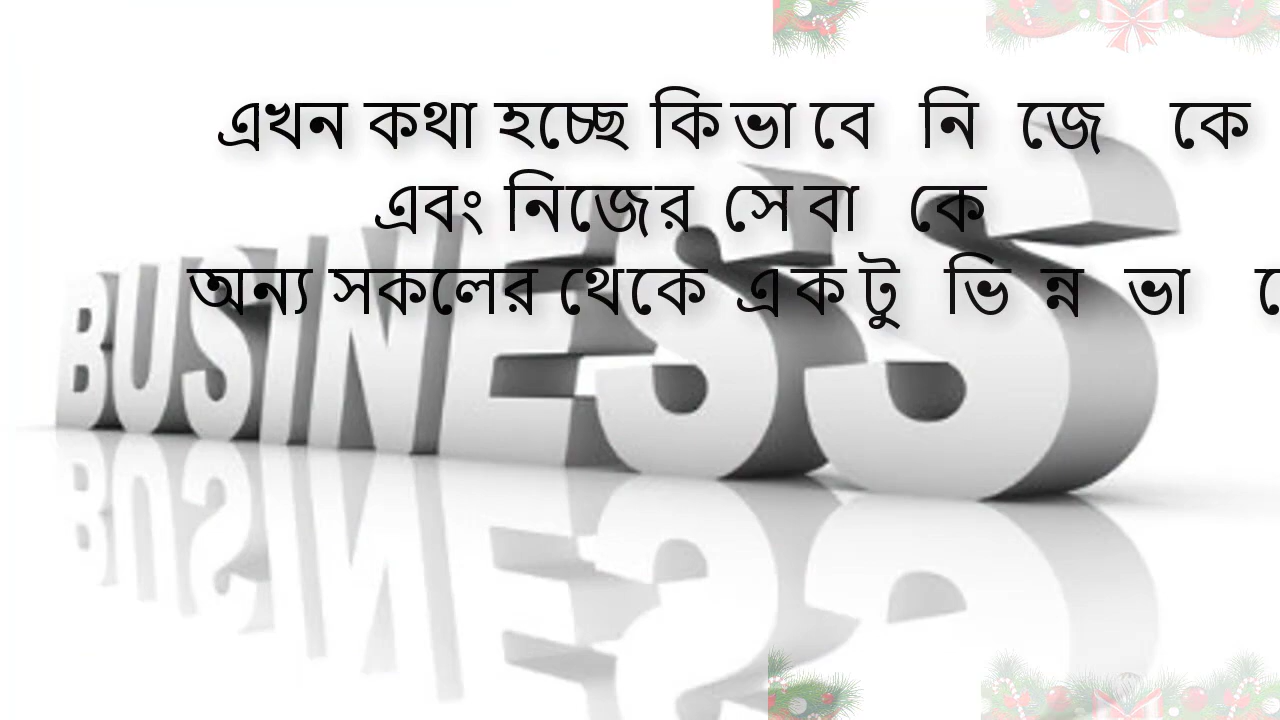 এখন কথা হচ্ছে কিভাবে নিজেকে
এবং নিজের সেবা কে
অন্য সকলের থেকে একটু ভিন্ন ভা
BUSINESS